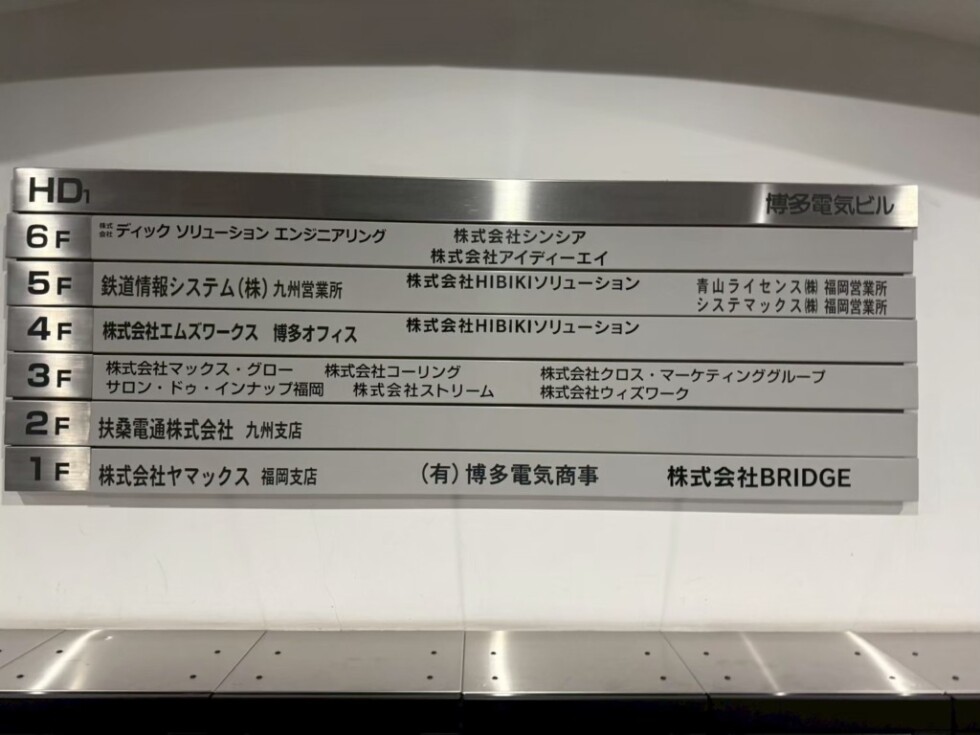 HD1 博多電気ビル
6F 株式会社 ディック ソリューション エンジニアリング 株式会社シンシア
株式会社アイディーエイ
5F 鉄道情報システム(株) 九州営業所 株式会社HIBIKIソリューション 青山ライセンス㈱ 福岡営業所
システマックス㈱ 福岡営業所
4F 株式会社エムズワークス 博多オフィス 株式会社HIBIKIソリューション
3F 株式会社マックス・グロー 株式会社コーリング 株式会社クロス・マーケティンググループ
サロン・ドゥ・インナップ福岡 株式会社ストリーム 株式会社ウィズワーク
2F 扶桑電通株式会社 九州支店
1F 株式会社ヤマックス 福岡支店 (有)博多電気商事 株式会社BRIDGE